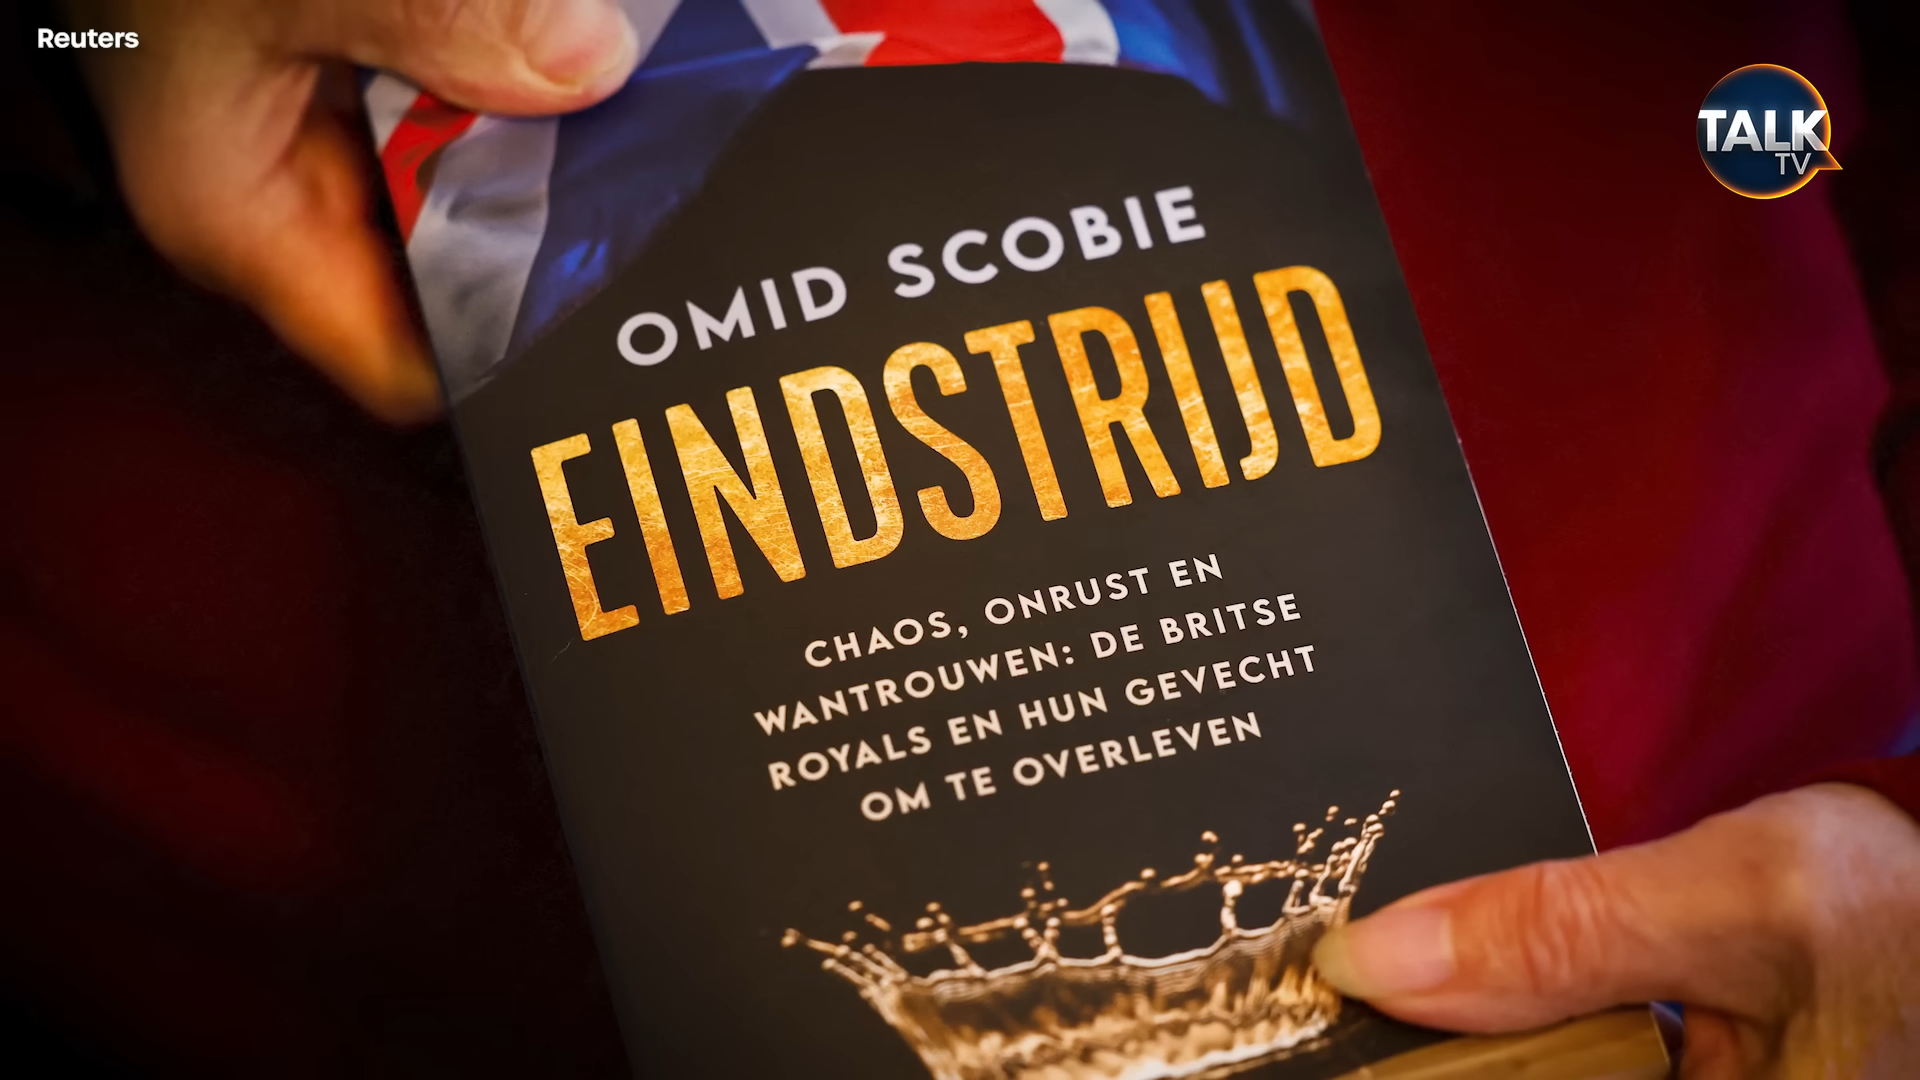 Reuters
TALK
TV
OMID SCOBIE
EINDSTRIJD
CHAOS, ONRUST EN
WANTROUWEN: DE BRITSE
ROYALS EN HUN GEVECHT
OM TE OVERLEVEN